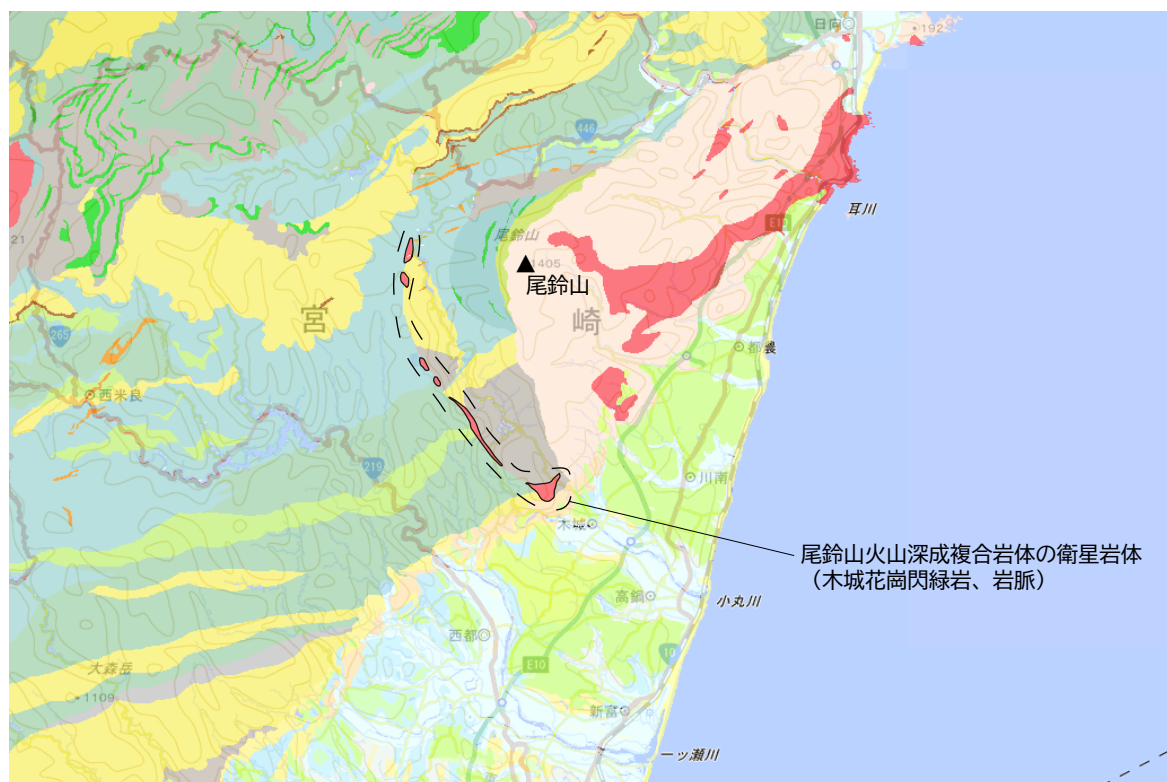 日向
192
446
耳川
E10
尾鈴山
1405
尾鈴山
21
宮
崎
265
都農
西米良
219
川南
木城
尾鈴山火山深成複合岩体の衛星岩体
（木城花崗閃緑岩、岩脈）
高鍋
小丸川
西都
E10
10
大森岳
1109
新富
一ッ瀬川